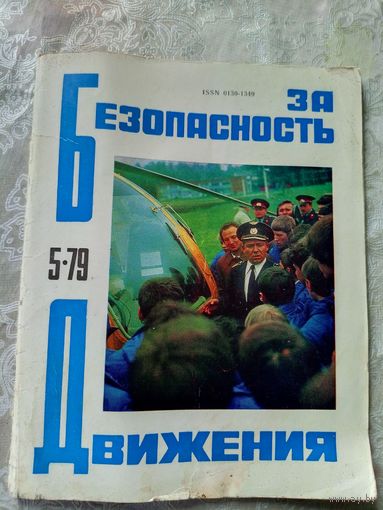 ISSN 0130-1349
ЗА
БЕЗОПАСНОСТЬ
5·79
ДВИЖЕНИЯ